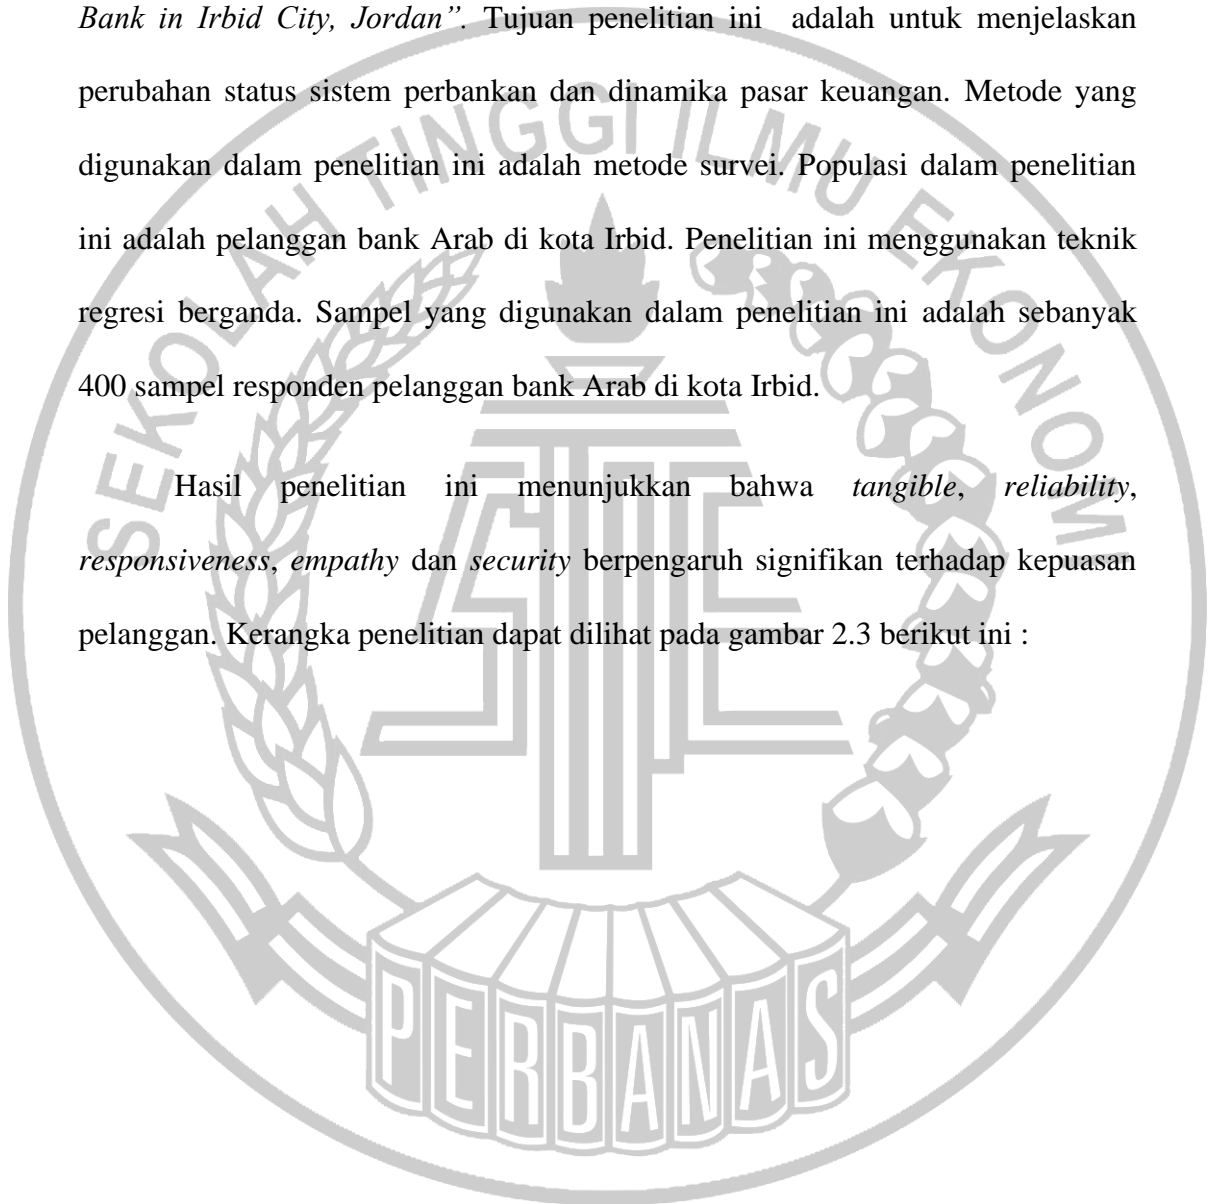 Bank in Irbid City, Jordan”. Tujuan penelitian ini adalah untuk menjelaskan
perubahan status sistem perbankan dan dinamika pasar keuangan. Metode yang
digunakan dalam penelitian ini adalah metode survei. Populasi dalam penelitian
ini adalah pelanggan bank Arab di kota Irbid. Penelitian ini menggunakan teknik
regresi berganda. Sampel yang digunakan dalam penelitian ini adalah sebanyak
400 sampel responden pelanggan bank Arab di kota Irbid.
Hasil penelitian ini menunjukkan bahwa tangible, reliability,
responsiveness, empathy dan security berpengaruh signifikan terhadap kepuasan
pelanggan. Kerangka penelitian dapat dilihat pada gambar 2.3 berikut ini :
SEKOLAH TINGGI ILMU EKONOMI
PERBANAS